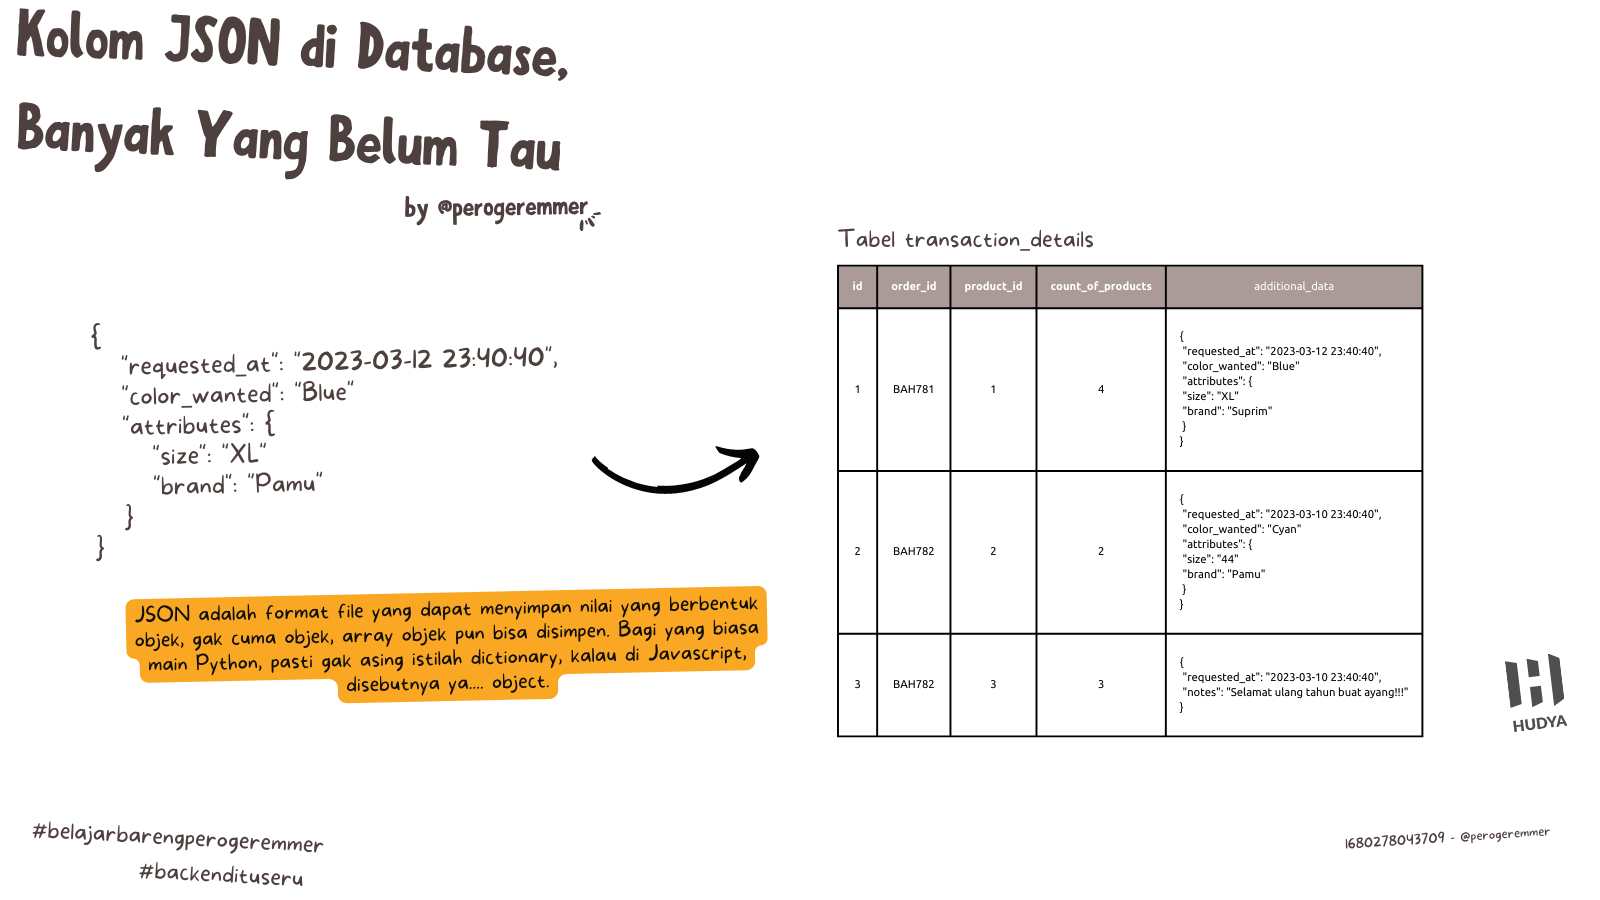 Kolom JSON di Database,
Banyak Yang Belum Tau
by @perogeremmer
{
"requested_at": "2023-03-12 23:40:40",
"color_wanted": "Blue"
"attributes": {
"size": "XL"
"brand": "Pamu"
}
}
JSON adalah format file yang dapat menyimpan nilai yang berbentuk
objek, gak cuma objek, array objek pun bisa disimpen. Bagi yang biasa
main Python, pasti gak asing istilah dictionary, kalau di Javascript,
disebutnya ya.... object.
Tabel transaction_details
id order_id product_id count_of_products additional_data
1 BAH781 1 4
{
"requested_at": "2023-03-12 23:40:40",
"color_wanted": "Blue"
"attributes": {
"size": "XL"
"brand": "Suprim"
}
}
2 BAH782 2 2
{
"requested_at": "2023-03-10 23:40:40",
"color_wanted": "Cyan"
"attributes": {
"size": "44"
"brand": "Pamu"
}
}
3 BAH782 3 3
{
"requested_at": "2023-03-10 23:40:40",
"notes": "Selamat ulang tahun buat ayang!!!"
}
HUDYA
#belajarbarengperogeremmer
#backendituseru
1680278043709 - @perogeremmer